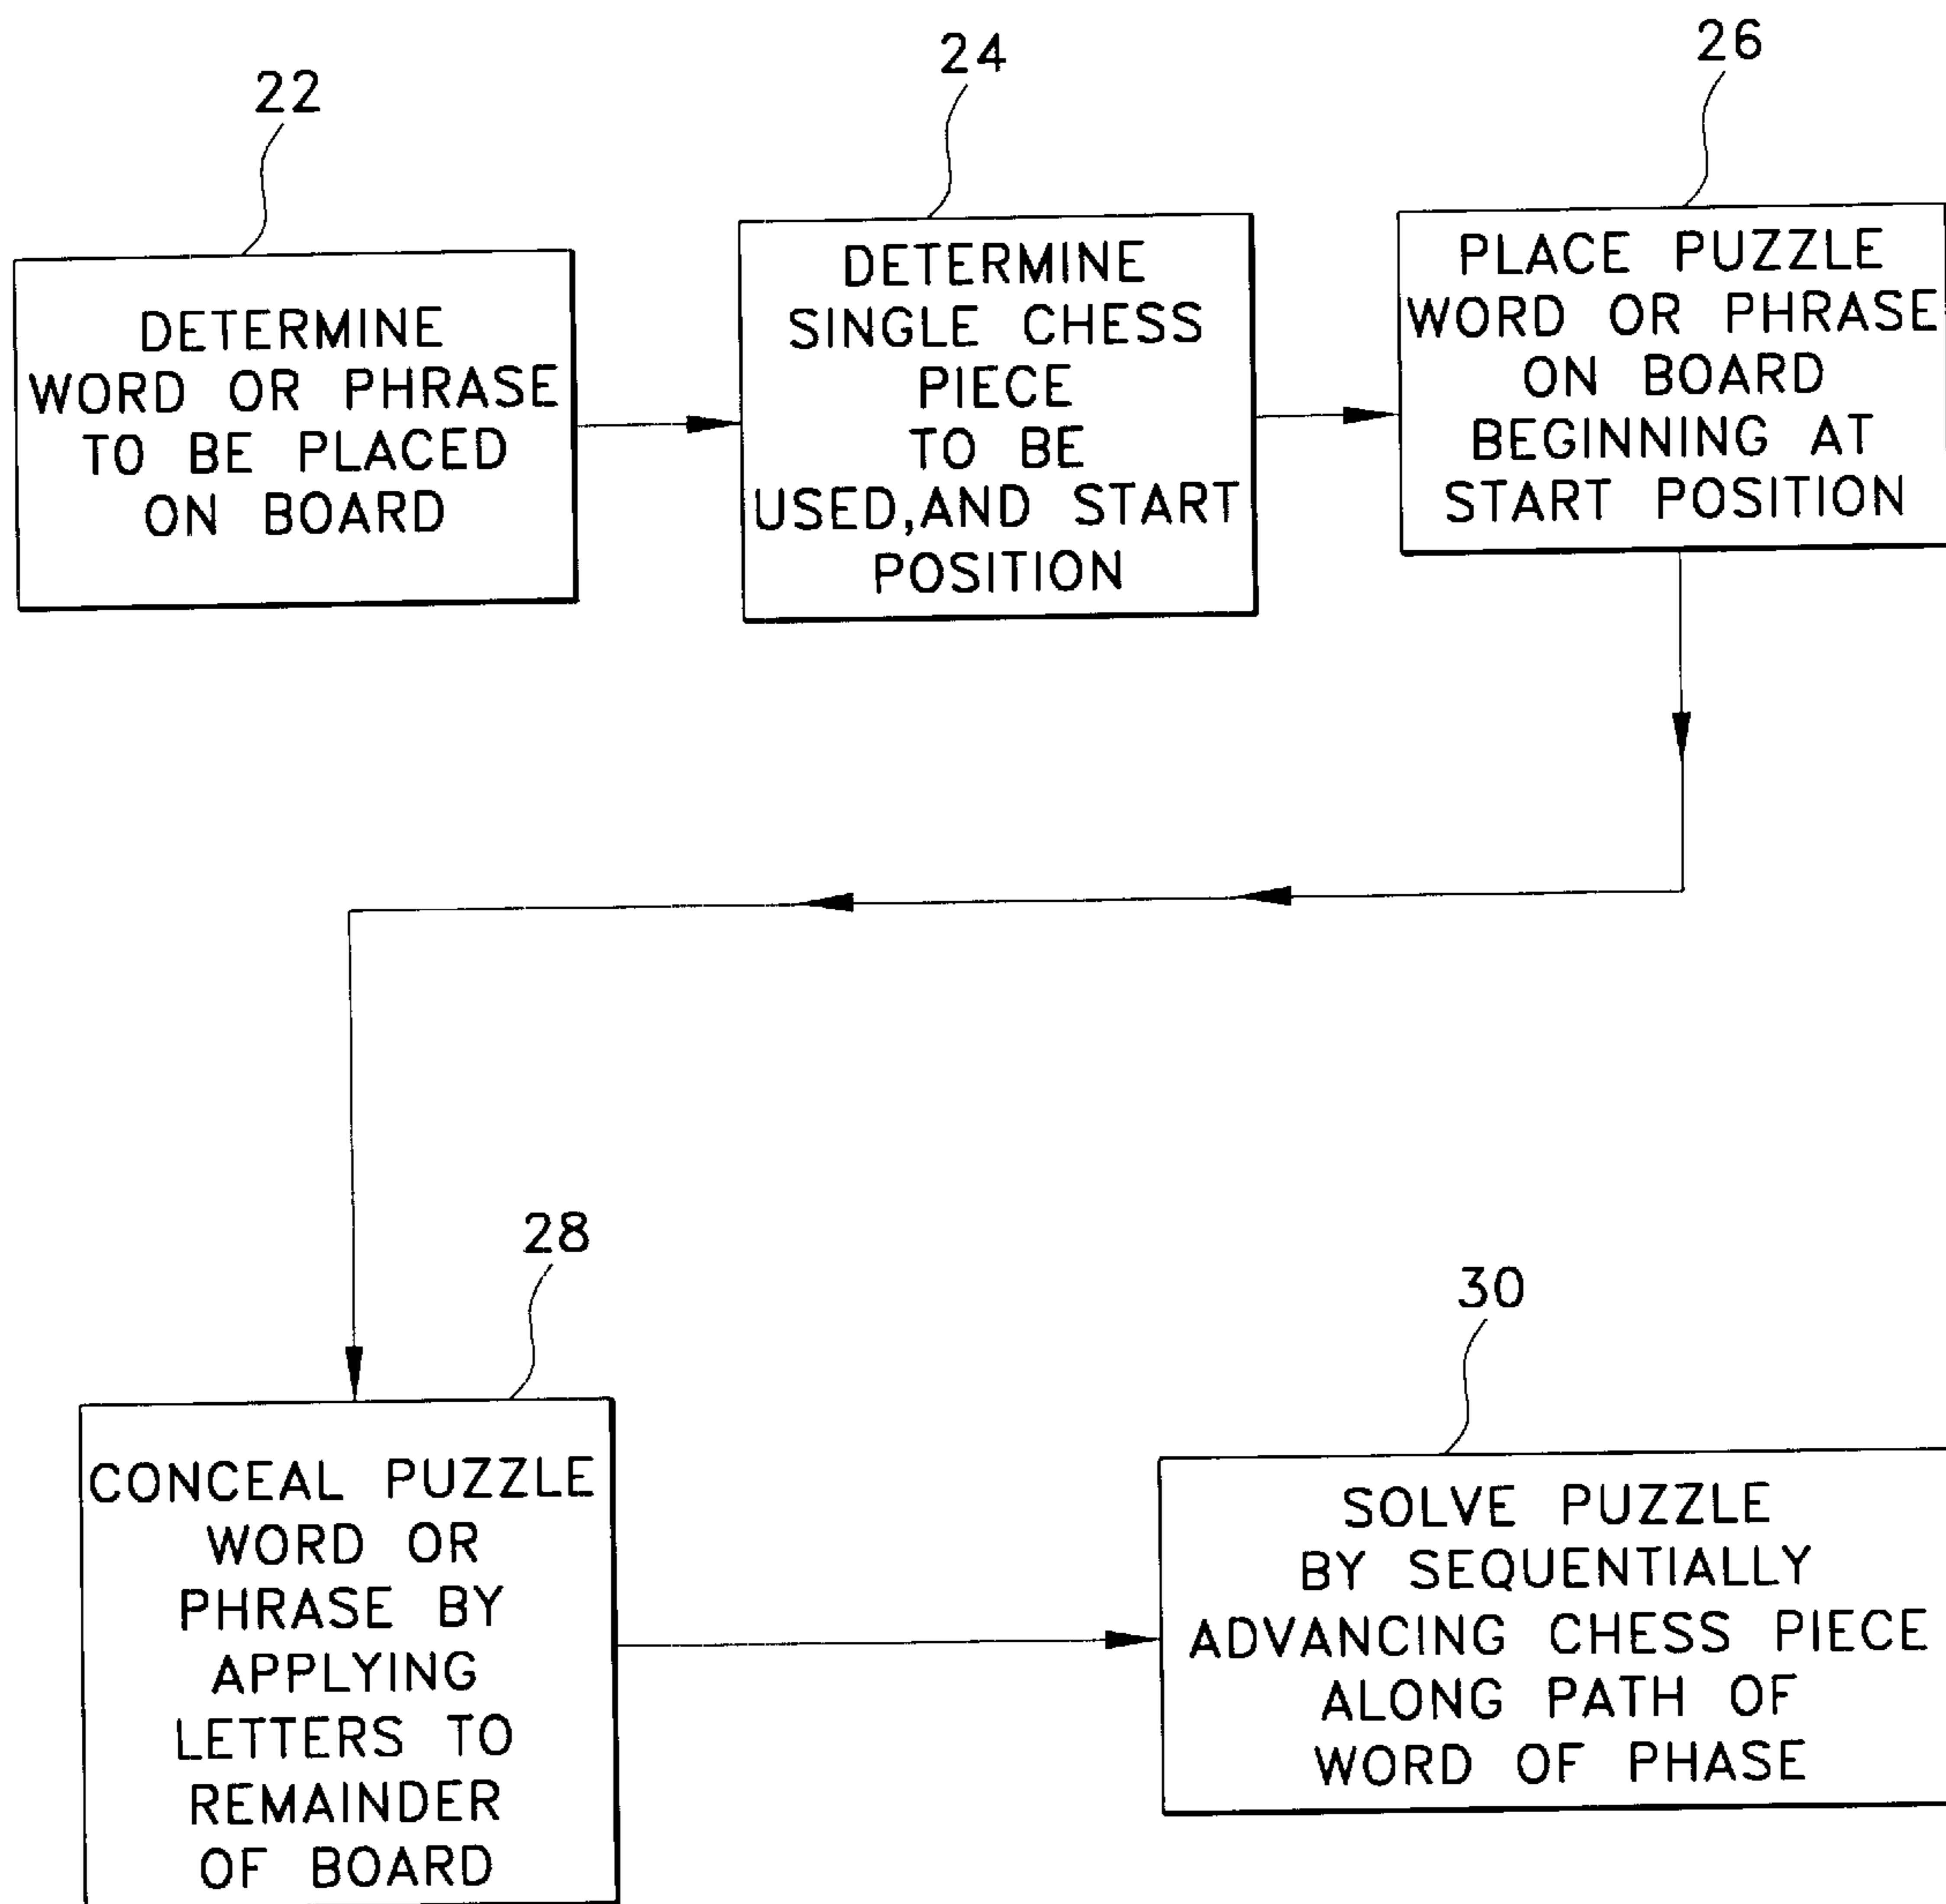 22
DETERMINE
WORD OR PHRASE
TO BE PLACED
ON BOARD
24
DETERMINE
SINGLE CHESS
PIECE
TO BE
USED,AND START
POSITION
26
PLACE PUZZLE
WORD OR PHRASE
ON BOARD
BEGINNING AT
START POSITION
28
CONCEAL PUZZLE
WORD OR
PHRASE BY
APPLYING
LETTERS TO
REMAINDER
OF BOARD
30
SOLVE PUZZLE
BY SEQUENTIALLY
ADVANCING CHESS PIECE
ALONG PATH OF
WORD OF PHASE